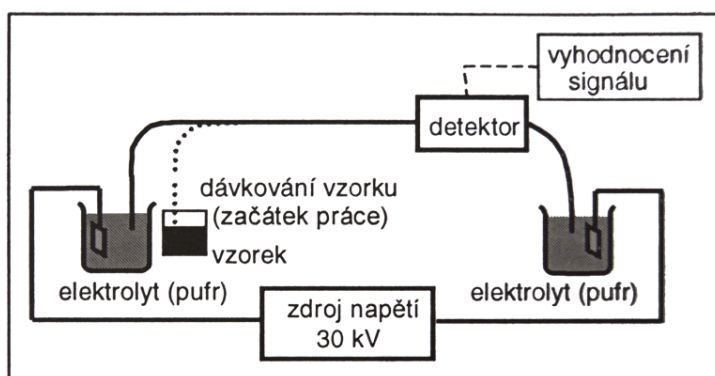 vyhodnocení
signálu
detektor
dávkování vzorku
(začátek práce)
vzorek
elektrolyt (pufr)
elektrolyt (pufr)
zdroj napětí
30 kV